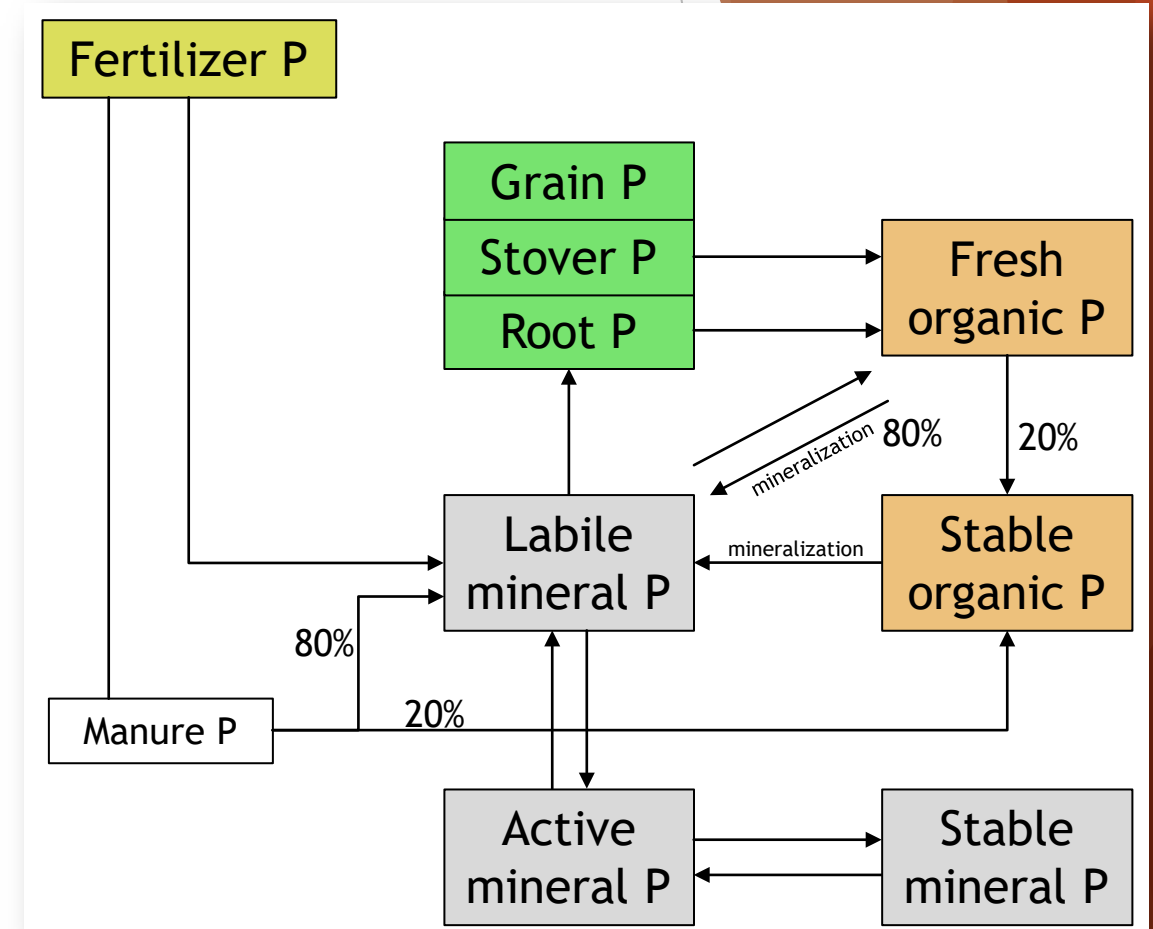 Fertilizer P
Grain P
Stover P
Root P
Fresh
organic P
mineralization
80%
20%
Labile
mineral P
mineralization
Stable
organic P
80%
20%
Manure P
Active
mineral P
Stable
mineral P